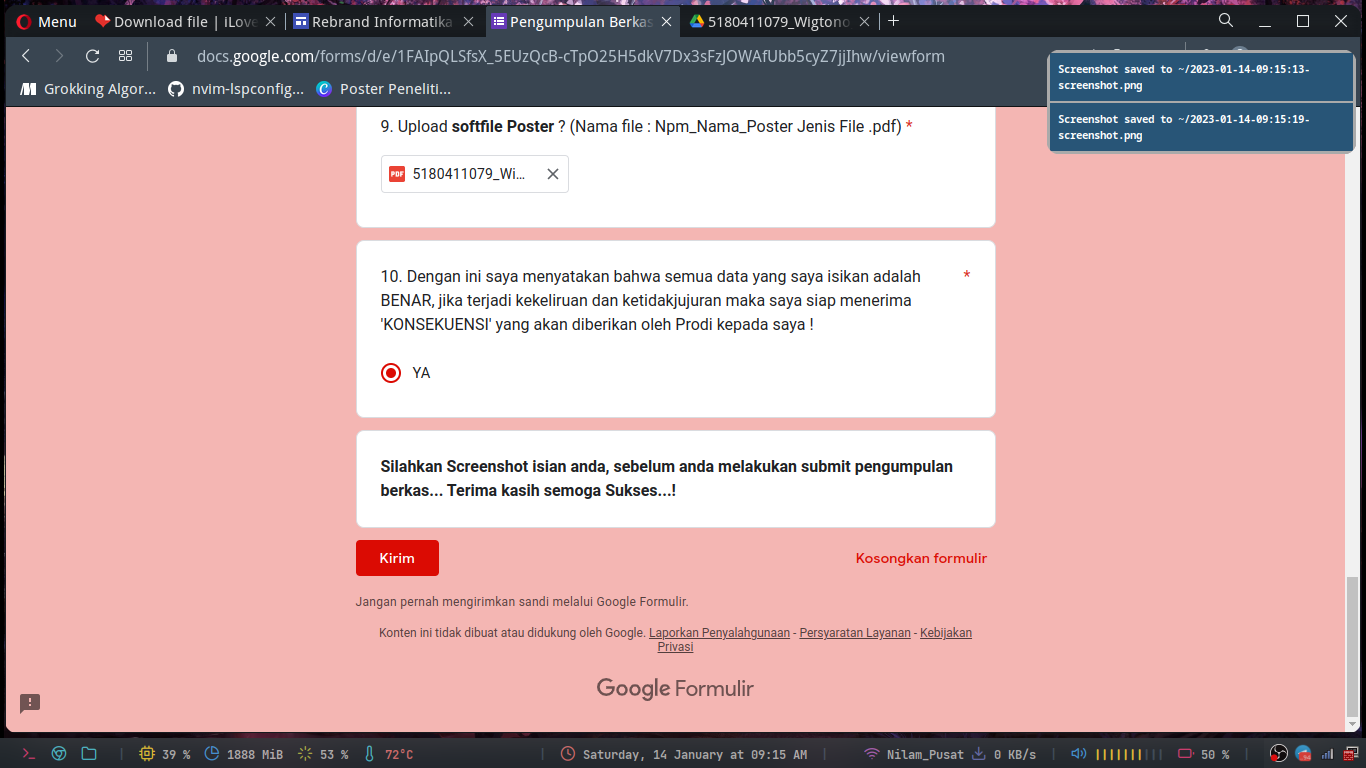 Menu
Download file | iLove
Rebrand Informatika
Pengumpulan Berkas
5180411079_Wigtono
docs.google.com/forms/d/e/1FAIpQLSfsX_5EUzQcB-cTpO25H5dkV7Dx3sFzJOWAfUbb5cyZ7jjIhw/viewform
Grokking Algor...
nvim-lspconfig...
Poster Peneliti...
Screenshot saved to ~/2023-01-14-09:15:13-
screenshot.png
Screenshot saved to ~/2023-01-14-09:15:19-
screenshot.png
9. Upload softfile Poster ? (Nama file : Npm_Nama_Poster Jenis File .pdf) *
PDF
5180411079_Wi...
10. Dengan ini saya menyatakan bahwa semua data yang saya isikan adalah *
BENAR, jika terjadi kekeliruan dan ketidakjujuran maka saya siap menerima
'KONSEKUENSI' yang akan diberikan oleh Prodi kepada saya !
YA
Silahkan Screenshot isian anda, sebelum anda melakukan submit pengumpulan
berkas... Terima kasih semoga Sukses...!
Kirim
Kosongkan formulir
Jangan pernah mengirimkan sandi melalui Google Formulir.
Konten ini tidak dibuat atau didukung oleh Google. Laporkan Penyalahgunaan - Persyaratan Layanan - Kebijakan
Privasi
Google Formulir
39 %
1888 MiB
53 %
72°C
Saturday, 14 January at 09:15 AM
Nilam_Pusat
0 KB/s
50 %